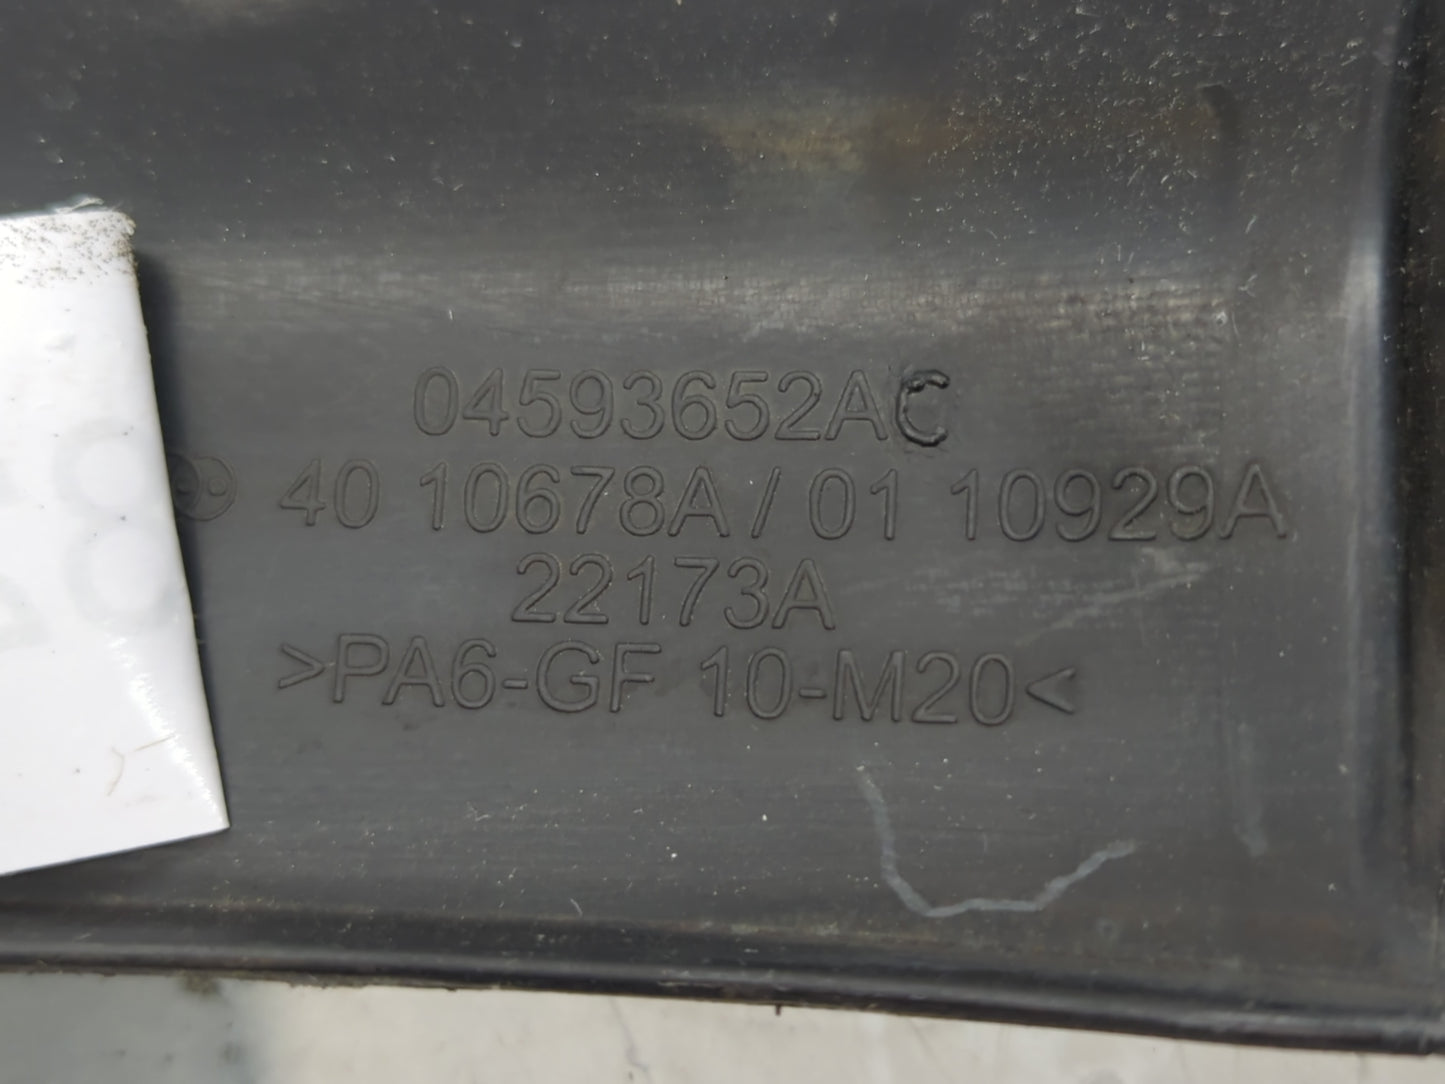 04593652AC
40 10678A / 01 10929A
22173A
>PA6-GF 10-M20<